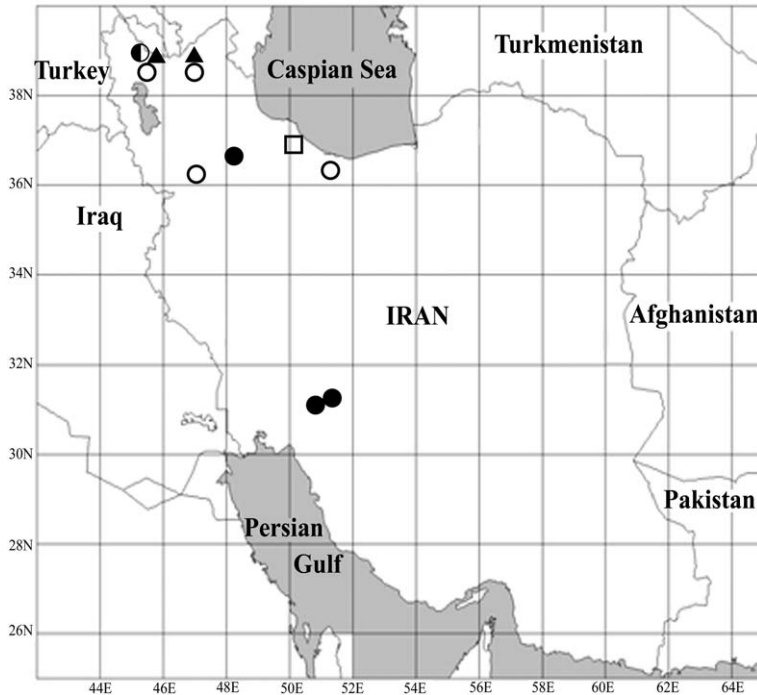 Turkmenistan
Turkey
Caspian Sea
38N
36N
Iraq
34N
IRAN
Afghanistan
32N
30N
Pakistan
Persian
Gulf
28N
26N
44E 46E 48E 50E 52E 54E 56E 58E 60E 62E 64E